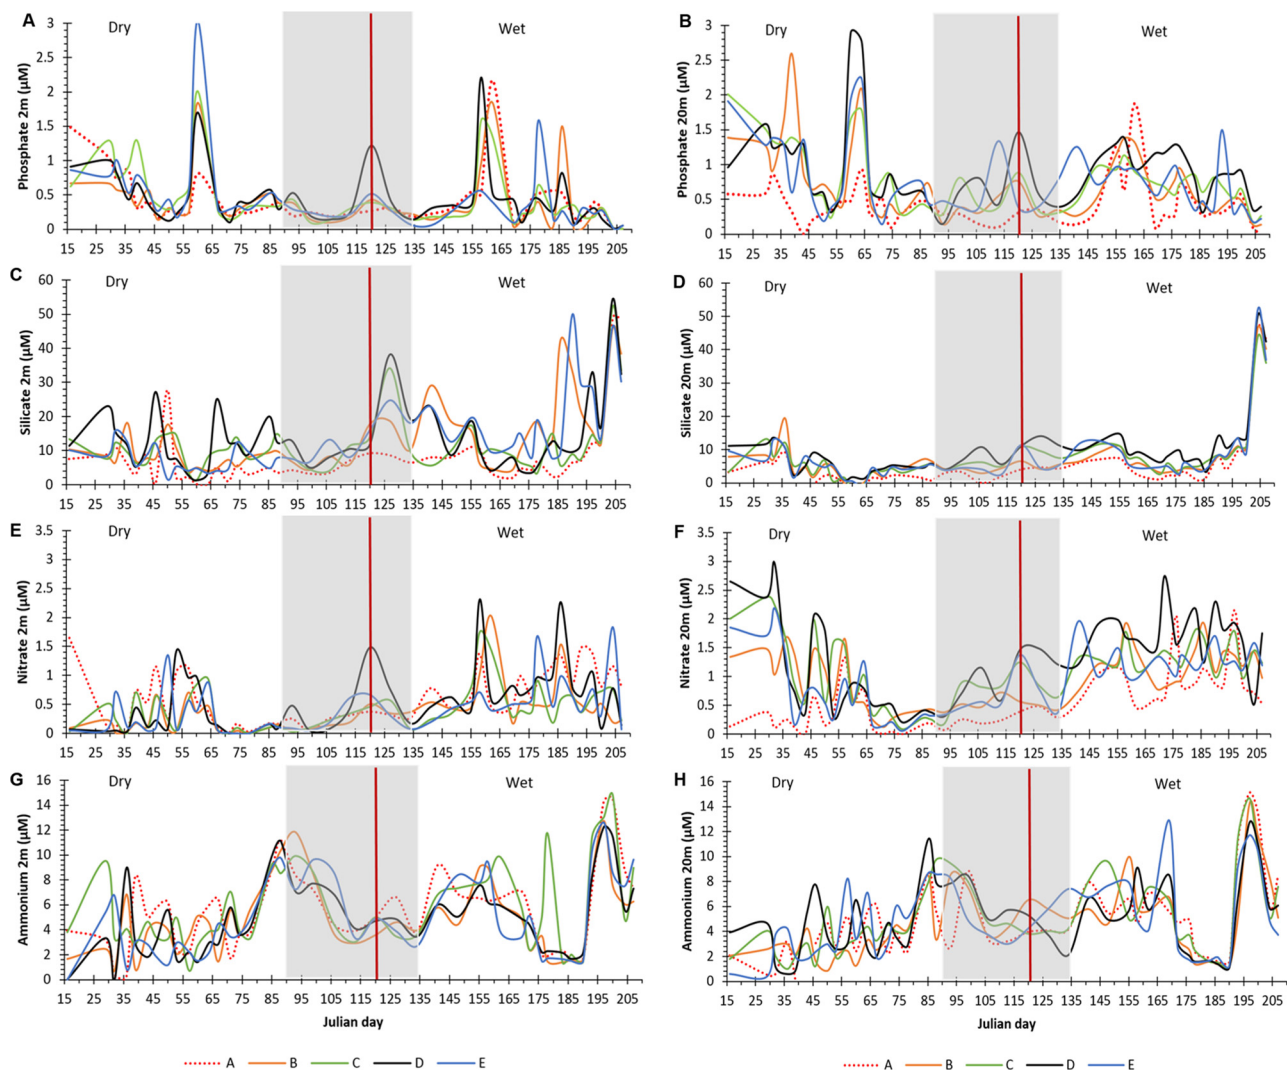 A
Dry
Wet
Phosphate 2m (µM)
3
2.5
2
1.5
1
0.5
0
15 25 35 45 55 65 75 85 95 105 115 125 135 145 155 165 175 185 195 205
B
Dry
Wet
Phosphate 20m (µM)
3
2.5
2
1.5
1
0.5
0
15 25 35 45 55 65 75 85 95 105 115 125 135 145 155 165 175 185 195 205
C
Dry
Wet
Silicate 2m (µM)
60
50
40
30
20
10
0
15 25 35 45 55 65 75 85 95 105 115 125 135 145 155 165 175 185 195 205
D
Dry
Wet
Silicate 20m (µM)
60
50
40
30
20
10
0
15 25 35 45 55 65 75 85 95 105 115 125 135 145 155 165 175 185 195 205
E
Dry
Wet
Nitrate 2m (µM)
3.5
3
2.5
2
1.5
1
0.5
0
15 25 35 45 55 65 75 85 95 105 115 125 135 145 155 165 175 185 195 205
F
Dry
Wet
Nitrate 20m (µM)
3.5
3
2.5
2
1.5
1
0.5
0
15 25 35 45 55 65 75 85 95 105 115 125 135 145 155 165 175 185 195 205
G
Dry
Wet
Ammonium 2m (µM)
16
14
12
10
8
6
4
2
0
15 25 35 45 55 65 75 85 95 105 115 125 135 145 155 165 175 185 195 205
Julian day
A B C D E
H
Dry
Wet
Ammonium 20m (µM)
16
14
12
10
8
6
4
2
0
15 25 35 45 55 65 75 85 95 105 115 125 135 145 155 165 175 185 195 205
Julian day
A B C D E